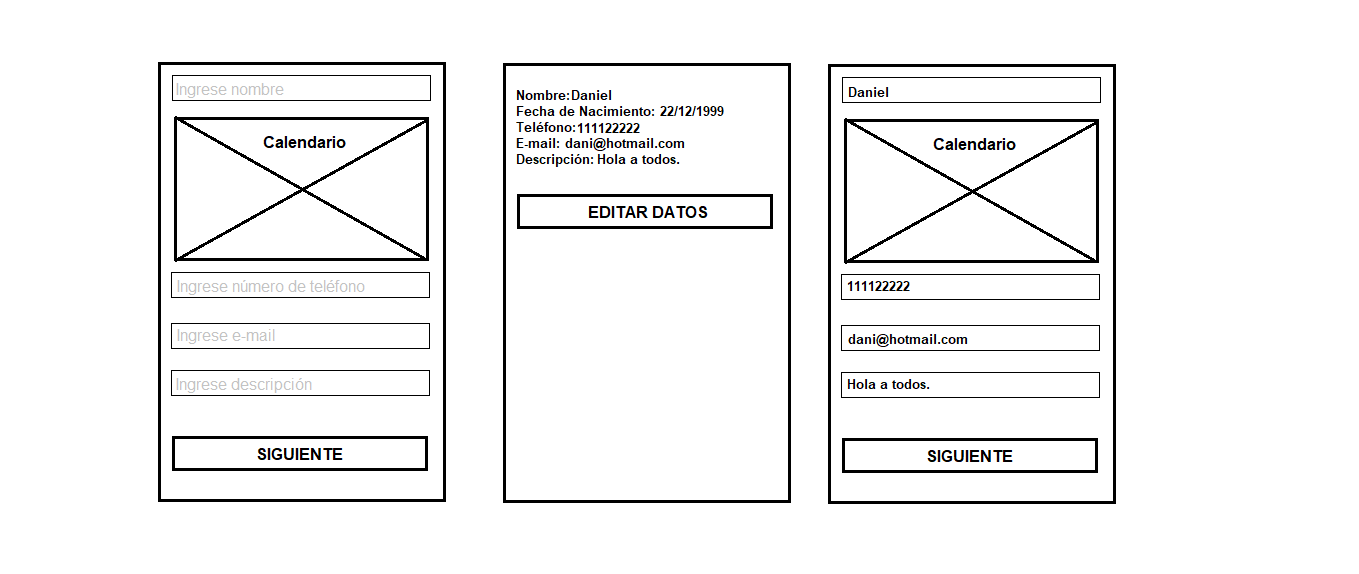 Ingrese nombre
Calendario
Ingrese número de teléfono
Ingrese e-mail
Ingrese descripción
SIGUIENTE
Nombre:Daniel
Fecha de Nacimiento: 22/12/1999
Teléfono:111122222
E-mail: dani@hotmail.com
Descripción: Hola a todos.
EDITAR DATOS
Daniel
Calendario
111122222
dani@hotmail.com
Hola a todos.
SIGUIENTE